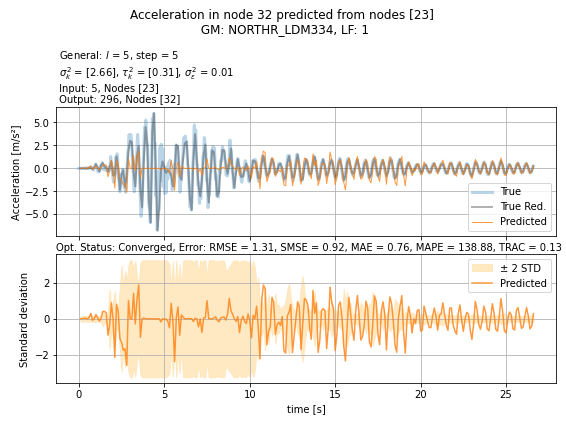 Acceleration in node 32 predicted from nodes [23]
GM: NORTHR_LDM334, LF: 1
General: l = 5, step = 5
σ²ₖ = [2.66], τ²ₖ = [0.31], σ²ₑ = 0.01
Input: 5, Nodes [23]
Output: 296, Nodes [32]
Acceleration [m/s²]
5.0
2.5
0.0
−2.5
−5.0
True
True Red.
Predicted
Opt. Status: Converged, Error: RMSE = 1.31, SMSE = 0.92, MAE = 0.76, MAPE = 138.88, TRAC = 0.13
Standard deviation
2
0
−2
± 2 STD
Predicted
0 5 10 15 20 25
time [s]